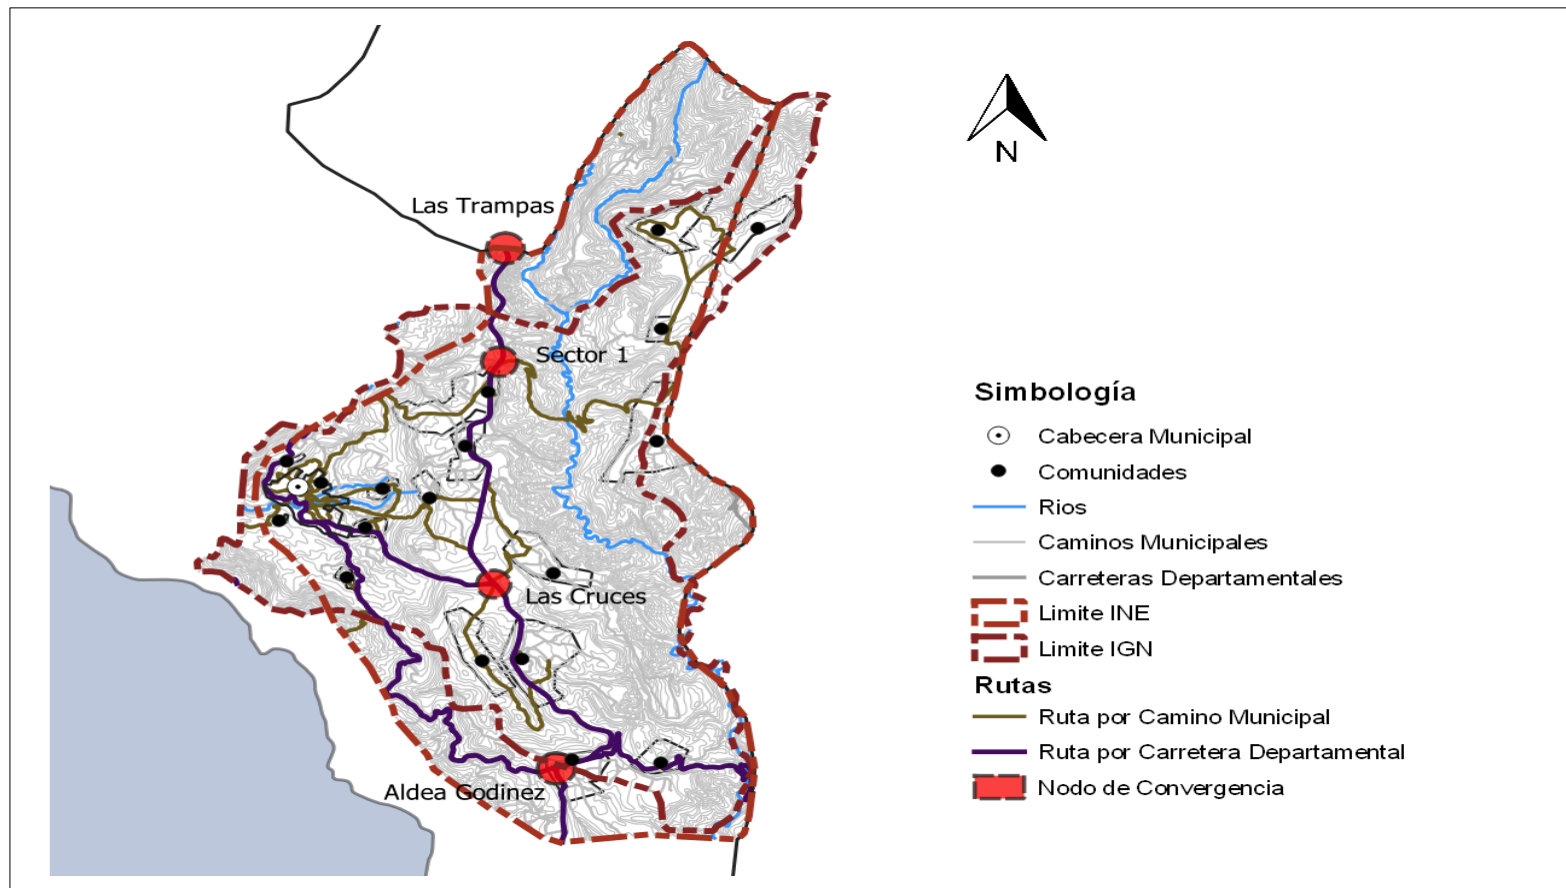 N
Las Trampas
Sector 1
Las Cruces
Aldea Godinez
Simbología
Cabecera Municipal
Comunidades
Rios
Caminos Municipales
Carreteras Departamentales
Limite INE
Limite IGN
Rutas
Ruta por Camino Municipal
Ruta por Carretera Departamental
Nodo de Convergencia